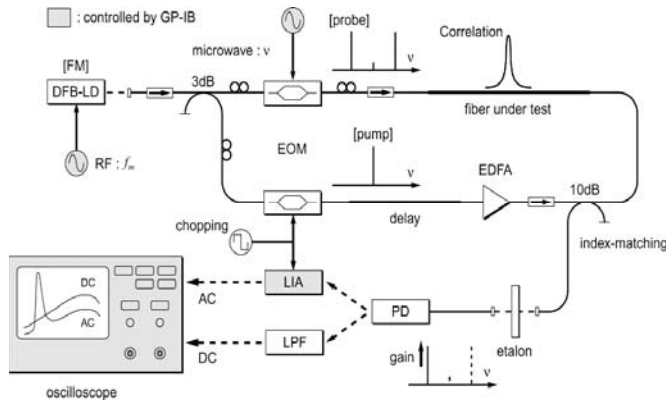 : controlled by GP-IB
[probe]
Correlation
microwave : ν
ν
[FM]
DFB-LD
3dB
fiber under test
RF : fm
EOM
[pump]
ν
EDFA
10dB
delay
chopping
index-matching
DC
AC
AC
LIA
PD
etalon
DC
LPF
gain
ν
oscilloscope